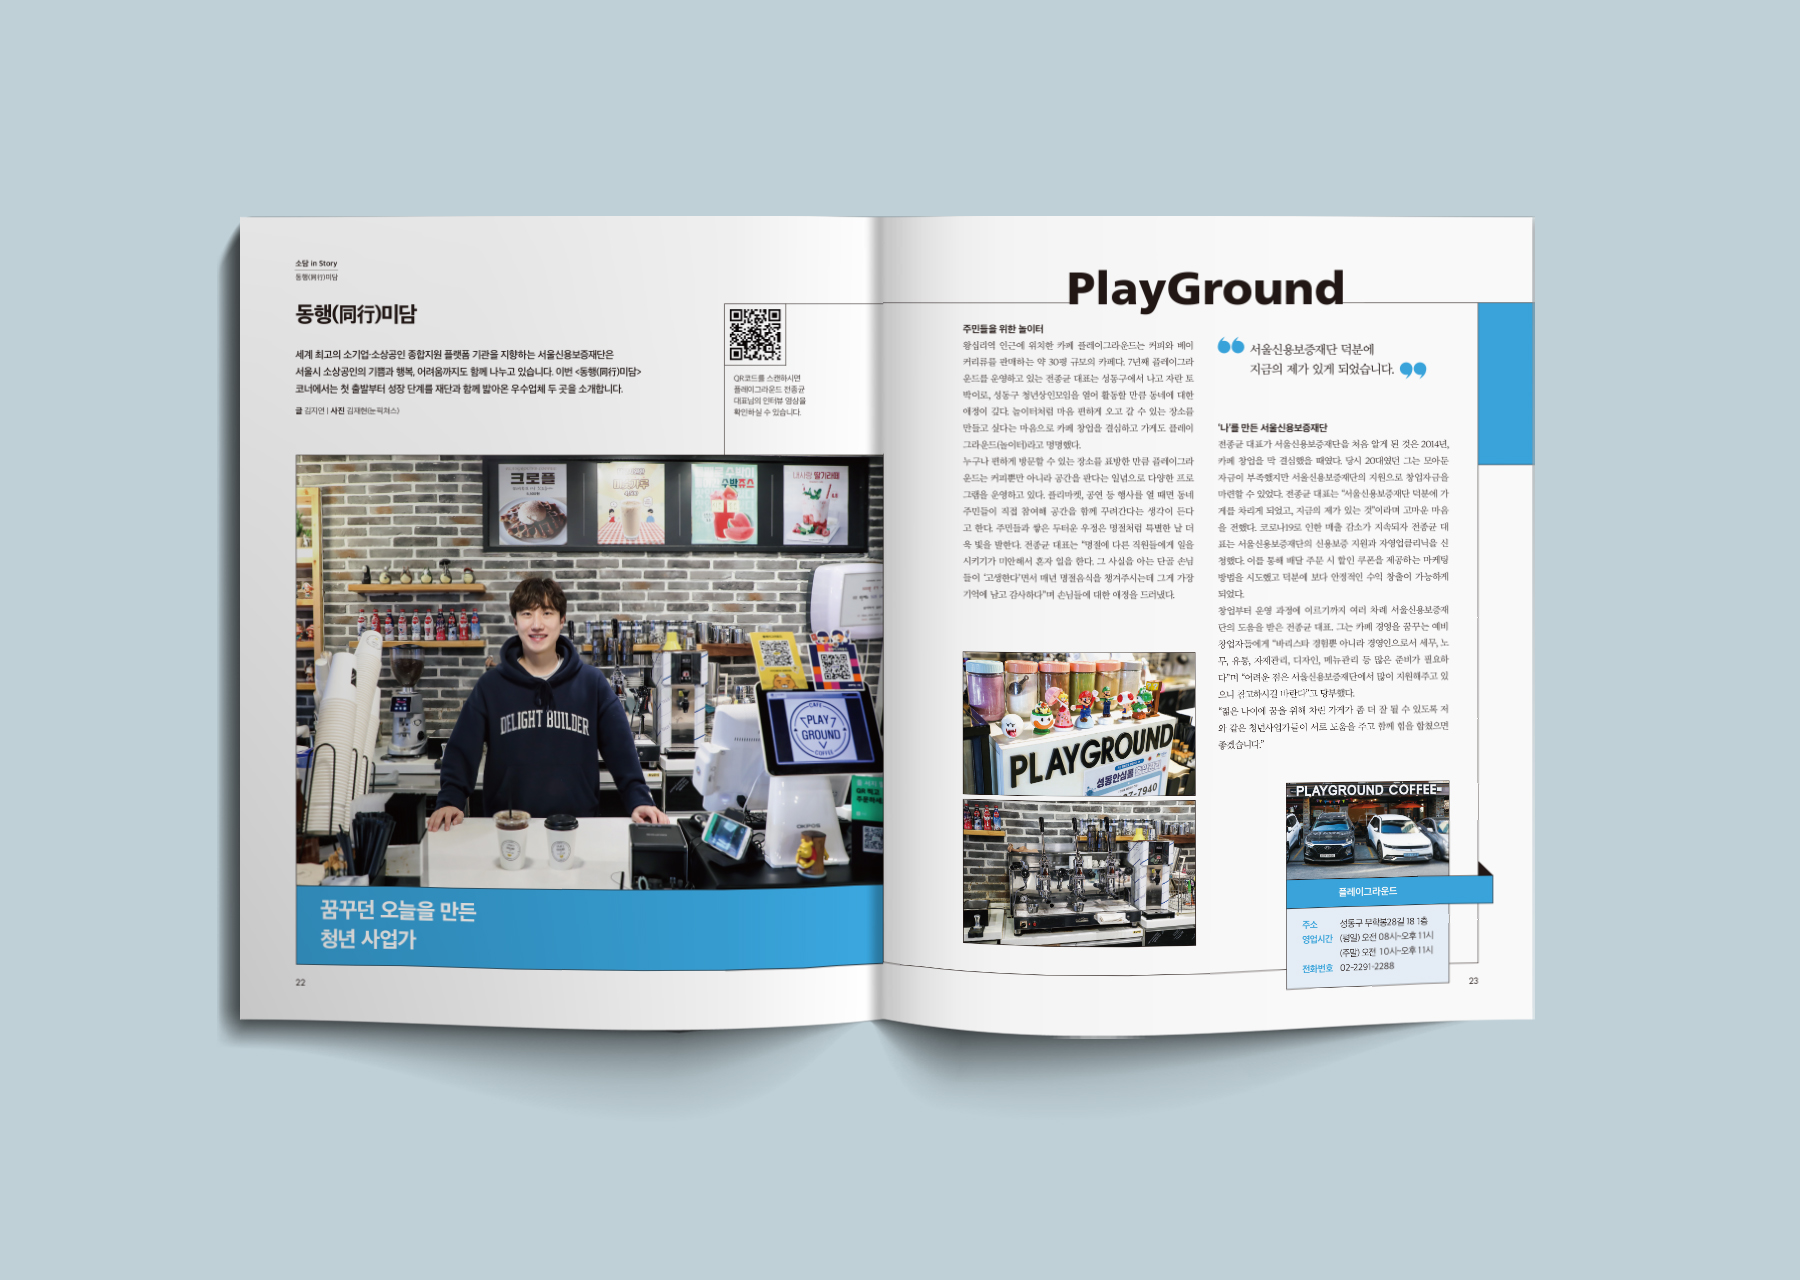 소담 in Story
동행(同行)미담
동행(同行)미담
세계 최고의 소기업·소상공인 종합지원 플랫폼 기관을 지향하는 서울신용보증재단은
서울시 소상공인의 기쁨과 행복, 어려움까지도 함께 나누고 있습니다. 이번 <동행(同行)미담>
코너에서는 첫 출발부터 성장 단계를 재단과 함께 밟아온 우수업체 두 곳을 소개합니다.
글 김지연 | 사진 김재현(눈픽쳐스)
QR코드를 스캔하시면
플레이그라운드 전종균
대표님의 인터뷰 영상을
확인하실 수 있습니다.
크로플
수박쥬스
딸기라떼
DELIGHT BUILDER
CAFE
PLAY
GROUND
COFFEE
OKPOS
꿈꾸던 오늘을 만든
청년 사업가
22
PlayGround
주민들을 위한 놀이터
왕십리역 인근에 위치한 카페 플레이그라운드는 커피와 베이
커리류를 판매하는 약 30평 규모의 카페다. 7년째 플레이그라
운드를 운영하고 있는 전종균 대표는 성동구에서 나고 자란 토
박이로, 성동구 청년상인모임을 열어 활동할 만큼 동네에 대한
애정이 깊다. 놀이터처럼 마음 편하게 오고 갈 수 있는 장소를
만들고 싶다는 마음으로 카페 창업을 결심하고 가게도 플레이
그라운드(놀이터)라고 명명했다.
누구나 편하게 방문할 수 있는 장소를 표방한 만큼 플레이그라
운드는 커피뿐만 아니라 공간을 판다는 일념으로 다양한 프로
그램을 운영하고 있다. 플리마켓, 공연 등 행사를 열 때면 동네
주민들이 직접 참여해 공간을 함께 꾸려간다는 생각이 든다
고 한다. 주민들과 쌓은 두터운 우정은 명절처럼 특별한 날 더
욱 빛을 발한다. 전종균 대표는 “명절에 다른 직원들에게 일을
시키기가 미안해서 혼자 일을 한다. 그 사실을 아는 단골 손님
들이 ‘고생한다’면서 매년 명절음식을 챙겨주시는데 그게 가장
기억에 남고 감사하다”며 손님들에 대한 애정을 드러냈다.
PLAYGROUND
성동안심콜
7-7940
서울신용보증재단 덕분에
지금의 제가 있게 되었습니다.
‘나’를 만든 서울신용보증재단
전종균 대표가 서울신용보증재단을 처음 알게 된 것은 2014년,
카페 창업을 막 결심했을 때였다. 당시 20대였던 그는 모아둔
자금이 부족했지만 서울신용보증재단의 지원으로 창업자금을
마련할 수 있었다. 전종균 대표는 “서울신용보증재단 덕분에 가
게를 차리게 되었고, 지금의 제가 있는 것”이라며 고마운 마음
을 전했다. 코로나19로 인한 매출 감소가 지속되자 전종균 대
표는 서울신용보증재단의 신용보증 지원과 자영업클리닉을 신
청했다. 이를 통해 배달 주문 시 할인 쿠폰을 제공하는 마케팅
방법을 시도했고 덕분에 보다 안정적인 수익 창출이 가능하게
되었다.
창업부터 운영 과정에 이르기까지 여러 차례 서울신용보증재
단의 도움을 받은 전종균 대표. 그는 카페 경영을 꿈꾸는 예비
창업자들에게 “바리스타 경험뿐 아니라 경영인으로서 세무, 노
무, 유통, 자재관리, 디자인, 메뉴관리 등 많은 준비가 필요하
다”며 “어려운 점은 서울신용보증재단에서 많이 지원해주고 있
으니 참고하시길 바란다”고 당부했다.
“젊은 나이에 꿈을 위해 차린 가게가 좀 더 잘 될 수 있도록 저
와 같은 청년사업가들이 서로 도움을 주고 함께 힘을 합쳤으면
좋겠습니다.”
PLAYGROUND COFFEE
플레이그라운드
주소 성동구 무학봉28길 18 1층
영업시간 (평일) 오전 08시~오후 11시
(주말) 오전 10시~오후 11시
전화번호 02-2291-2288
23